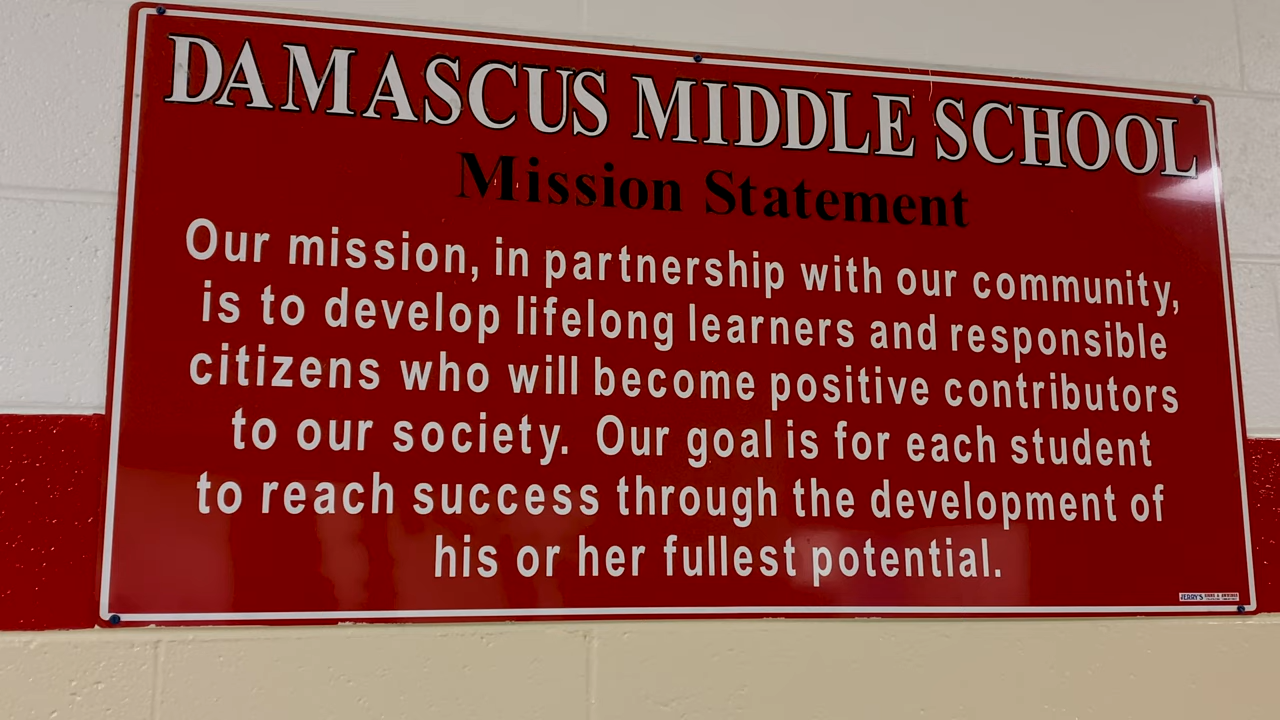 DAMASCUS MIDDLE SCHOOL
Mission Statement
Our mission, in partnership with our community,
is to develop lifelong learners and responsible
citizens who will become positive contributors
to our society. Our goal is for each student
to reach success through the development of
his or her fullest potential.
JERRY'S